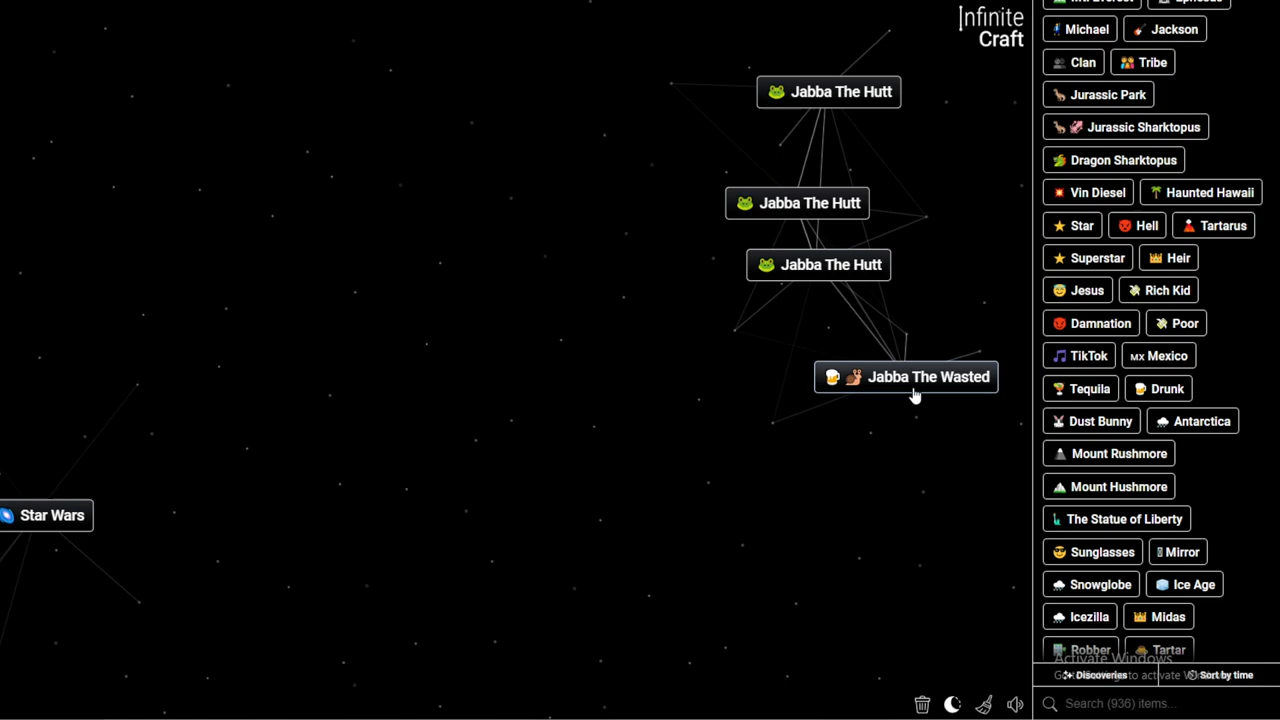 Infinite
Craft
Jabba The Hutt
Jabba The Hutt
Jabba The Hutt
Jabba The Wasted
Star Wars
Mt. Everest
Michael Jackson
Clan Tribe
Jurassic Park
Jurassic Sharktopus
Dragon Sharktopus
Vin Diesel Haunted Hawaii
Star Hell Tartarus
Superstar Heir
Jesus Rich Kid
Damnation Poor
TikTok MX Mexico
Tequila Drunk
Dust Bunny Antarctica
Mount Rushmore
Mount Hushmore
The Statue of Liberty
Sunglasses Mirror
Snowglobe Ice Age
Icezilla Midas
Robber Tartar
Activate Windows
Discoveries Sort by time
Search (936) items...